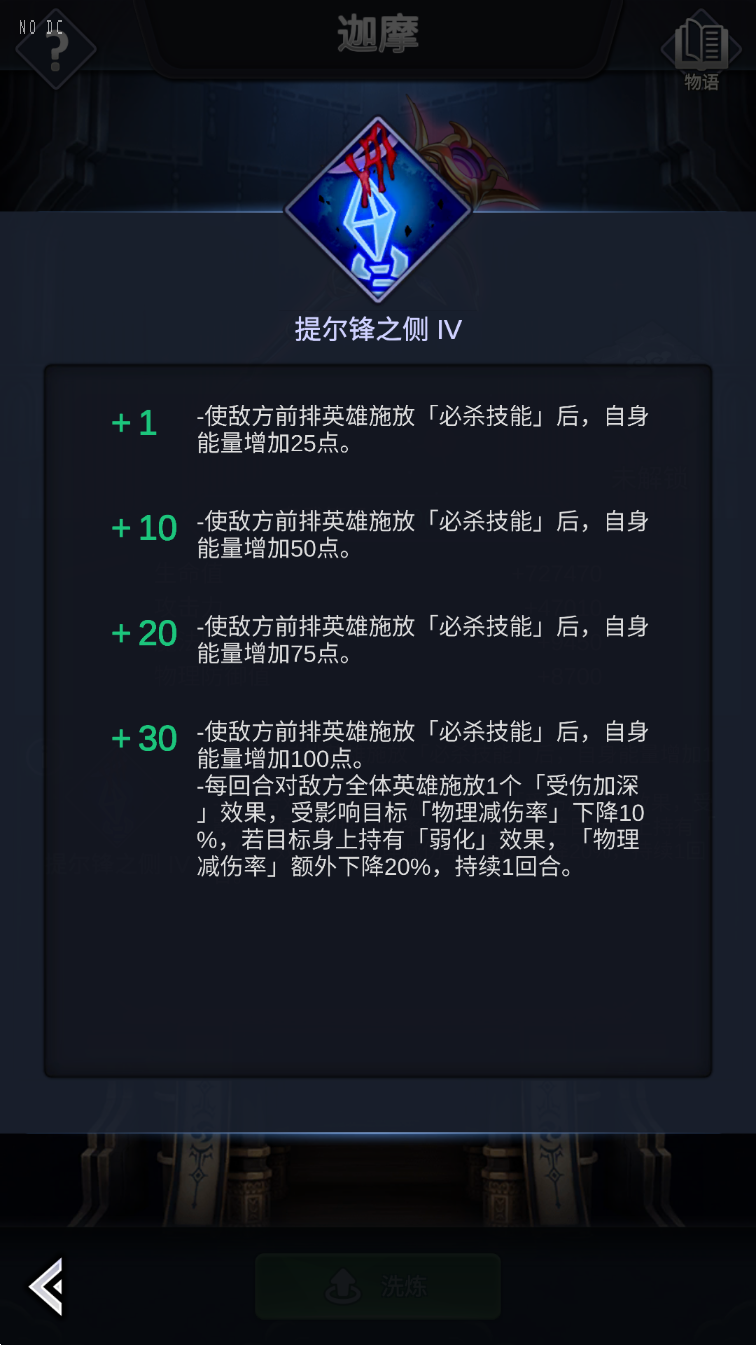 NO DC
迦摩
物语
提尔锋之侧 IV
+1
-使敌方前排英雄施放「必杀技能」后，自身
能量增加25点。
+10
-使敌方前排英雄施放「必杀技能」后，自身
能量增加50点。
+20
-使敌方前排英雄施放「必杀技能」后，自身
能量增加75点。
+30
-使敌方前排英雄施放「必杀技能」后，自身
能量增加100点。
-每回合对敌方全体英雄施放1个「受伤加深
」效果，受影响目标「物理减伤率」下降10
%，若目标身上持有「弱化」效果，「物理
减伤率」额外下降20%，持续1回合。
洗炼